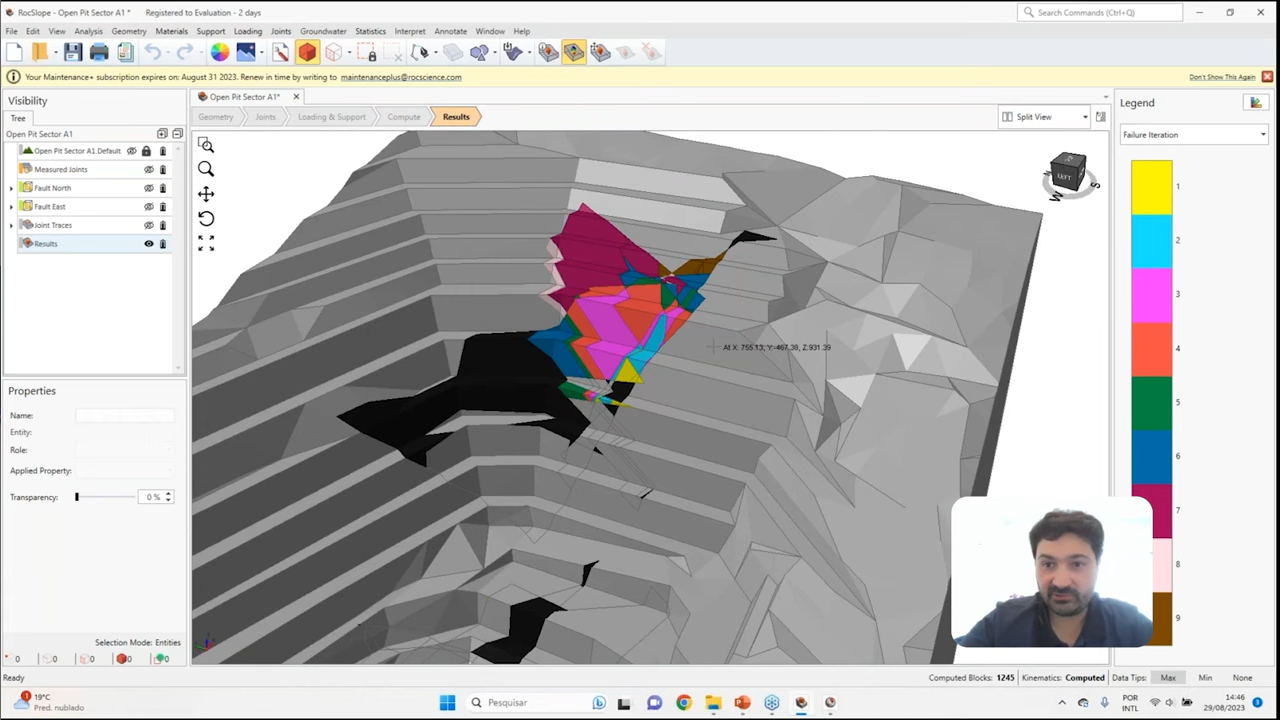 RocSlope - Open Pit Sector A1 *
Registered to Evaluation - 2 days
Search Commands (Ctrl+Q)
File Edit View Analysis Geometry Materials Support Loading Joints Groundwater Statistics Interpret Annotate Window Help
Your Maintenance+ subscription expires on: August 31 2023. Renew in time by writing to maintenanceplus@rocscience.com
Don't Show This Again
Visibility
Tree
Open Pit Sector A1
Open Pit Sector A1.Default
Measured Joints
Fault North
Fault East
Joint Traces
Results
Properties
Name:
Entity:
Role:
Applied Property:
Transparency:
0 %
Selection Mode: Entities
0 0 0 0 0
Open Pit Sector A1*
Geometry Joints Loading & Support Compute Results
Split View
LEFT
W
S
At X: 755.13, Y:-467.38, Z:931.39
Legend
Failure Iteration
1
2
3
4
5
6
7
8
9
Ready
Computed Blocks: 1245
Kinematics: Computed
Data Tips: Max Min None
1
19°C
Pred. nublado
Pesquisar
POR
INTL
14:46
29/08/2023
3